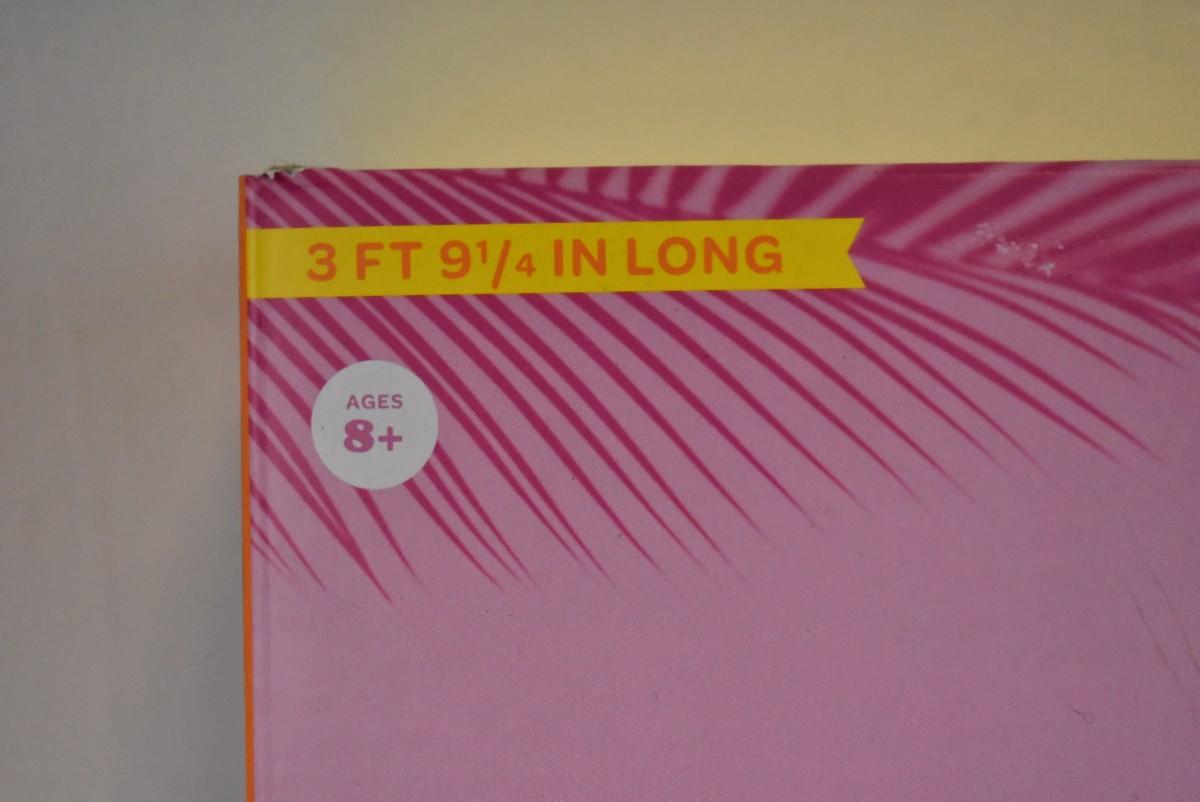 3 FT 9¹/₄ IN LONG
AGES
8+